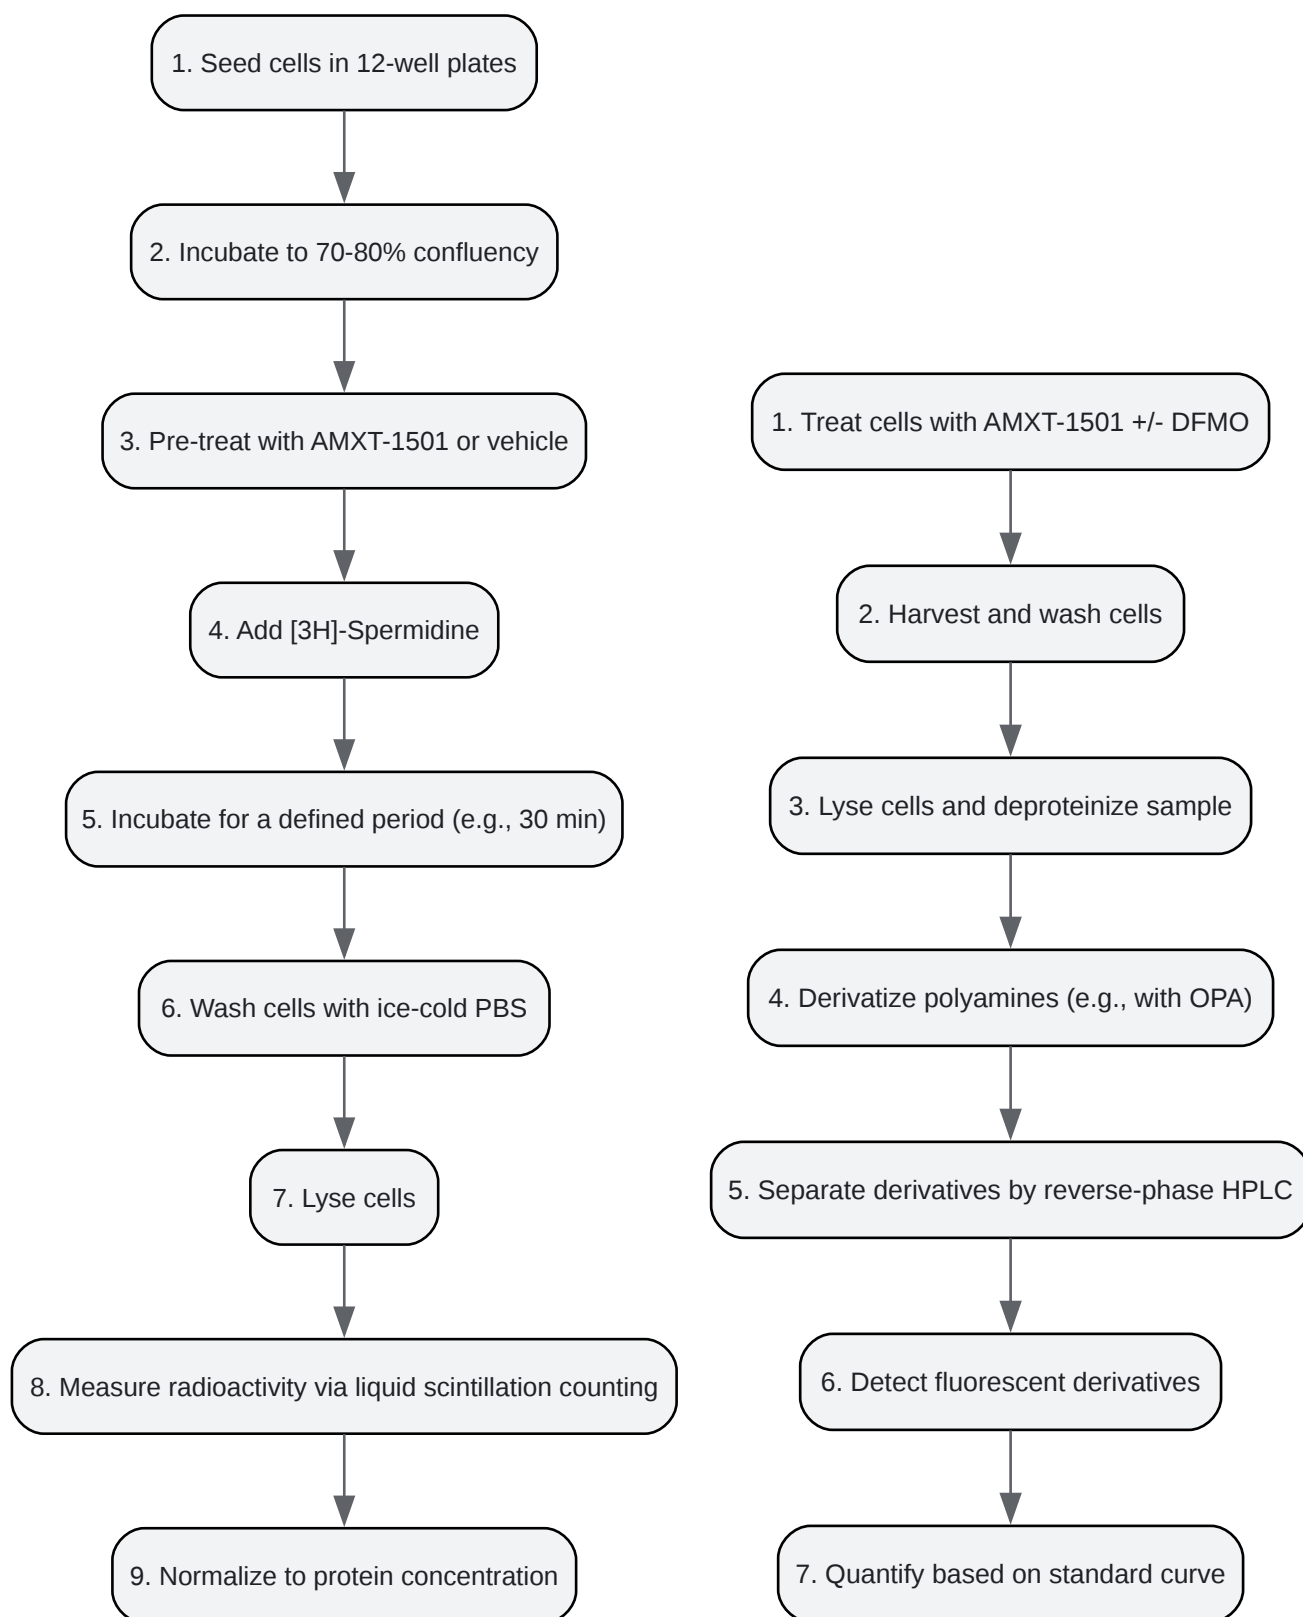 1. Seed cells in 12-well plates
2. Incubate to 70-80% confluency
3. Pre-treat with AMXT-1501 or vehicle
4. Add [3H]-Spermidine
5. Incubate for a defined period (e.g., 30 min)
6. Wash cells with ice-cold PBS
7. Lyse cells
8. Measure radioactivity via liquid scintillation counting
9. Normalize to protein concentration
1. Treat cells with AMXT-1501 +/- DFMO
2. Harvest and wash cells
3. Lyse cells and deproteinize sample
4. Derivatize polyamines (e.g., with OPA)
5. Separate derivatives by reverse-phase HPLC
6. Detect fluorescent derivatives
7. Quantify based on standard curve